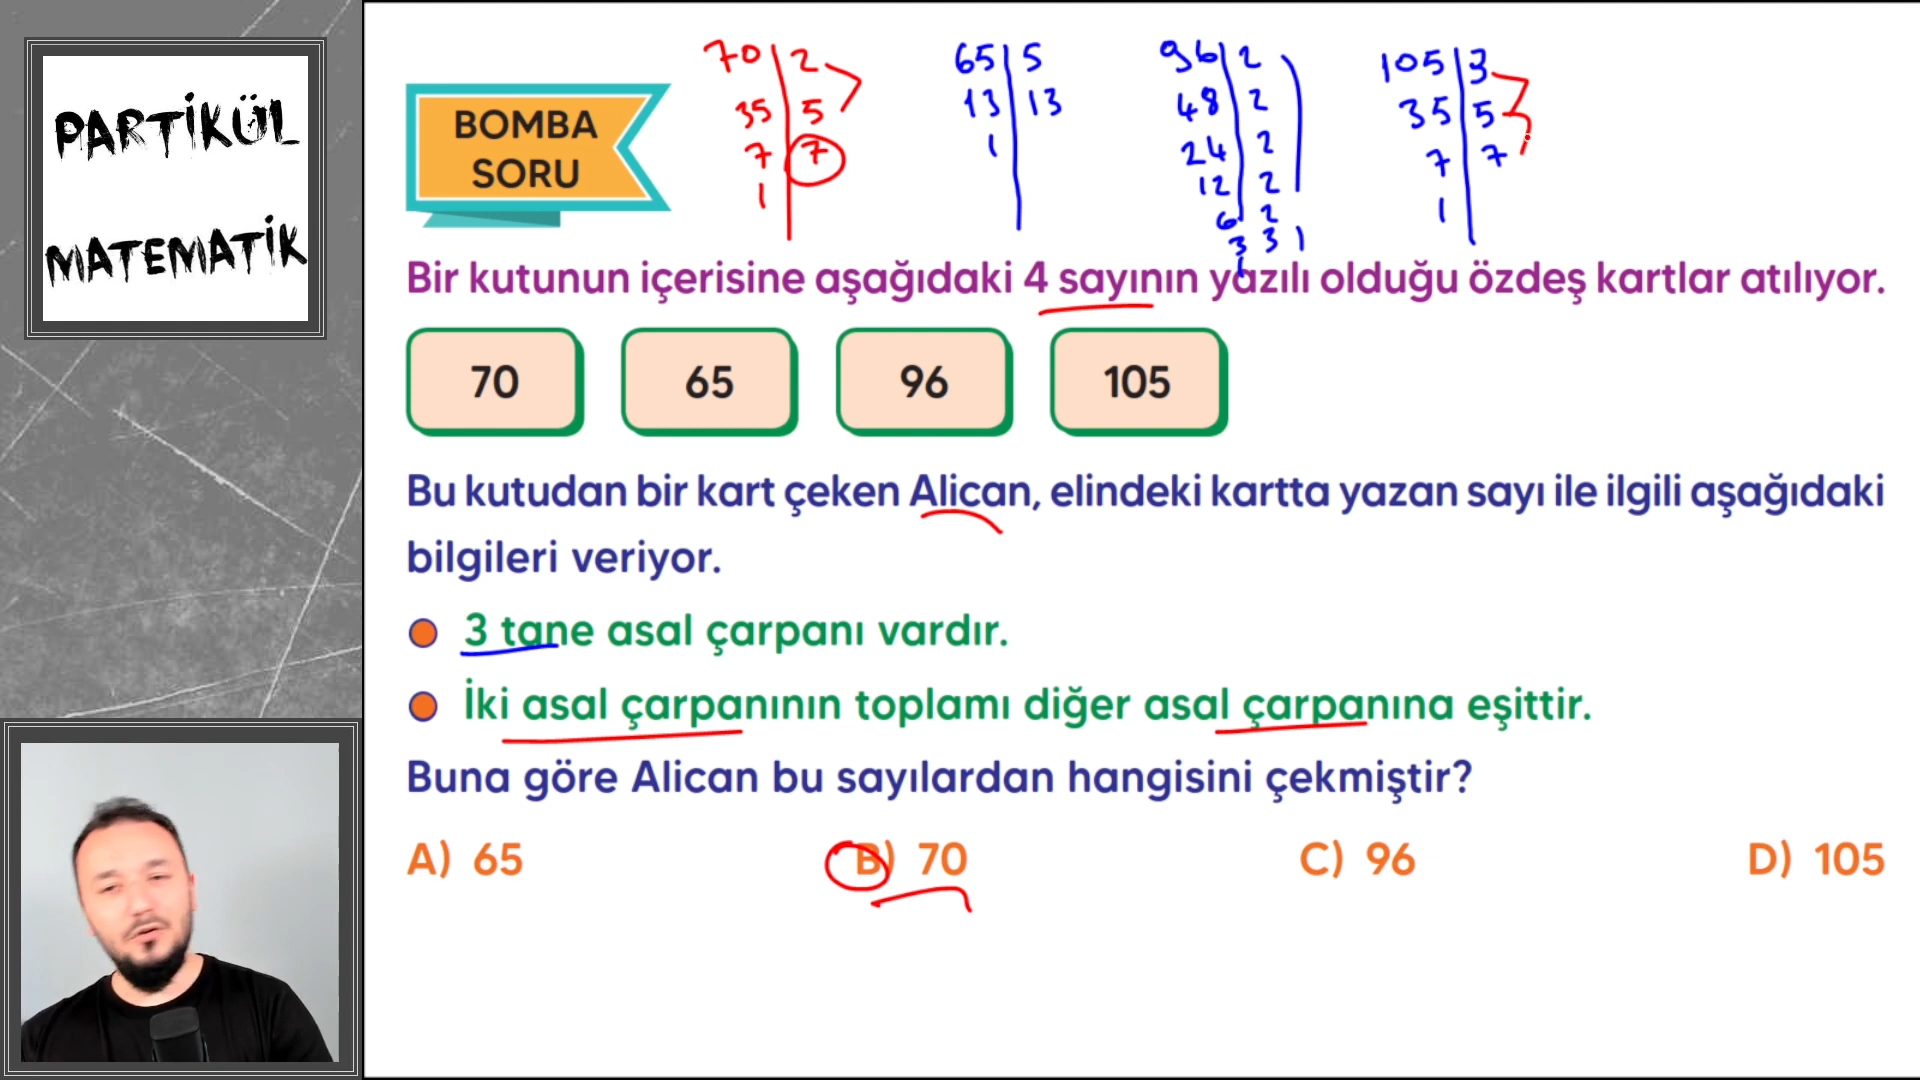 PARTİKÜL
MATEMATİK
BOMBA
SORU
70 2
35 5
7 7
1
65 5
13 13
1
96 2
48 2
24 2
12 2
6 2
3 3 1
1
105 3
35 5
7 7
1
Bir kutunun içerisine aşağıdaki 4 sayının yazılı olduğu özdeş kartlar atılıyor.
70 65 96 105
Bu kutudan bir kart çeken Alican, elindeki kartta yazan sayı ile ilgili aşağıdaki
bilgileri veriyor.
3 tane asal çarpanı vardır.
İki asal çarpanının toplamı diğer asal çarpanına eşittir.
Buna göre Alican bu sayılardan hangisini çekmiştir?
A) 65 B) 70 C) 96 D) 105